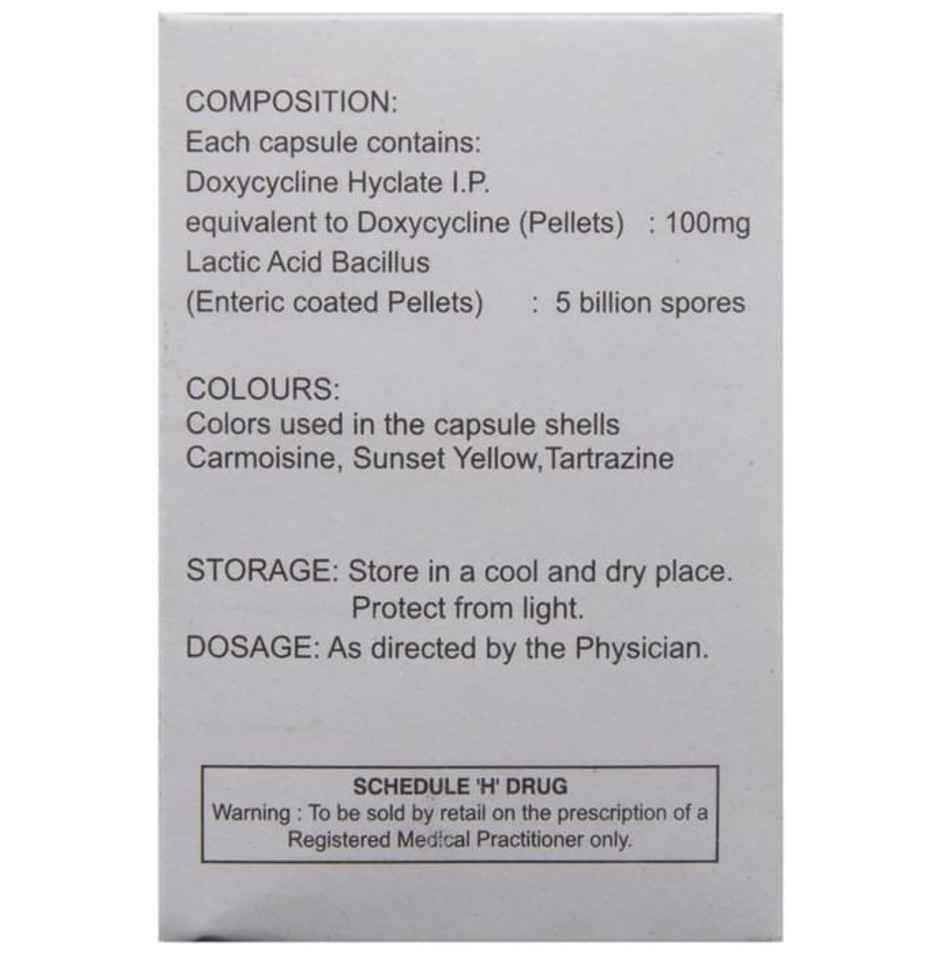 COMPOSITION:
Each capsule contains:
Doxycycline Hyclate I.P.
equivalent to Doxycycline (Pellets) : 100mg
Lactic Acid Bacillus
(Enteric coated Pellets) : 5 billion spores
COLOURS:
Colors used in the capsule shells
Carmoisine, Sunset Yellow, Tartrazine
STORAGE: Store in a cool and dry place.
Protect from light.
DOSAGE: As directed by the Physician.
SCHEDULE 'H' DRUG
Warning : To be sold by retail on the prescription of a
Registered Medical Practitioner only.